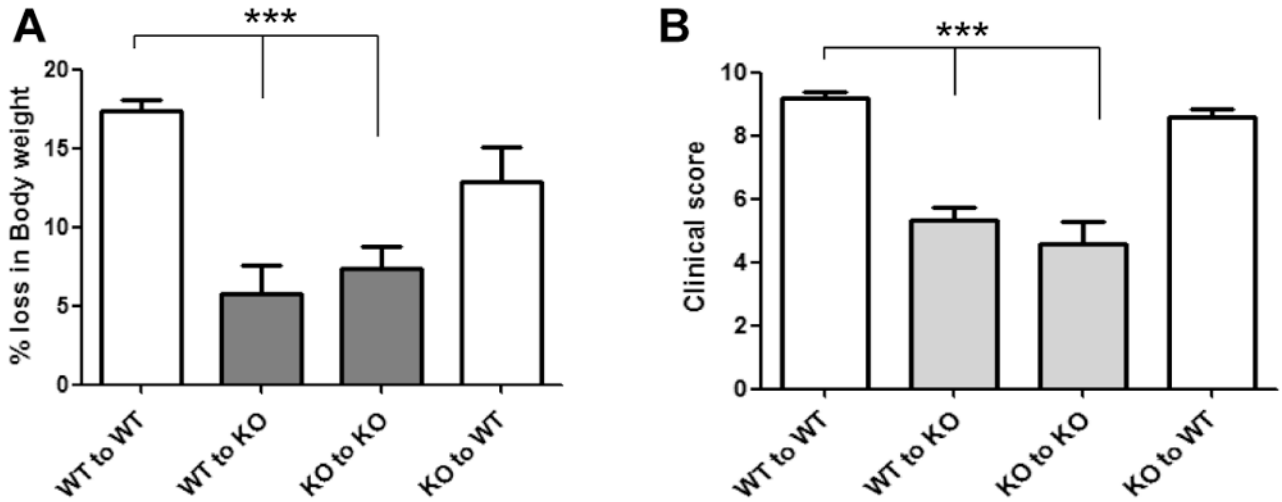 A
***
20
15
10
5
0
% loss in Body weight
WT to WT
WT to KO
KO to KO
KO to WT
B
***
10
8
6
4
2
0
Clinical score
WT to WT
WT to KO
KO to KO
KO to WT